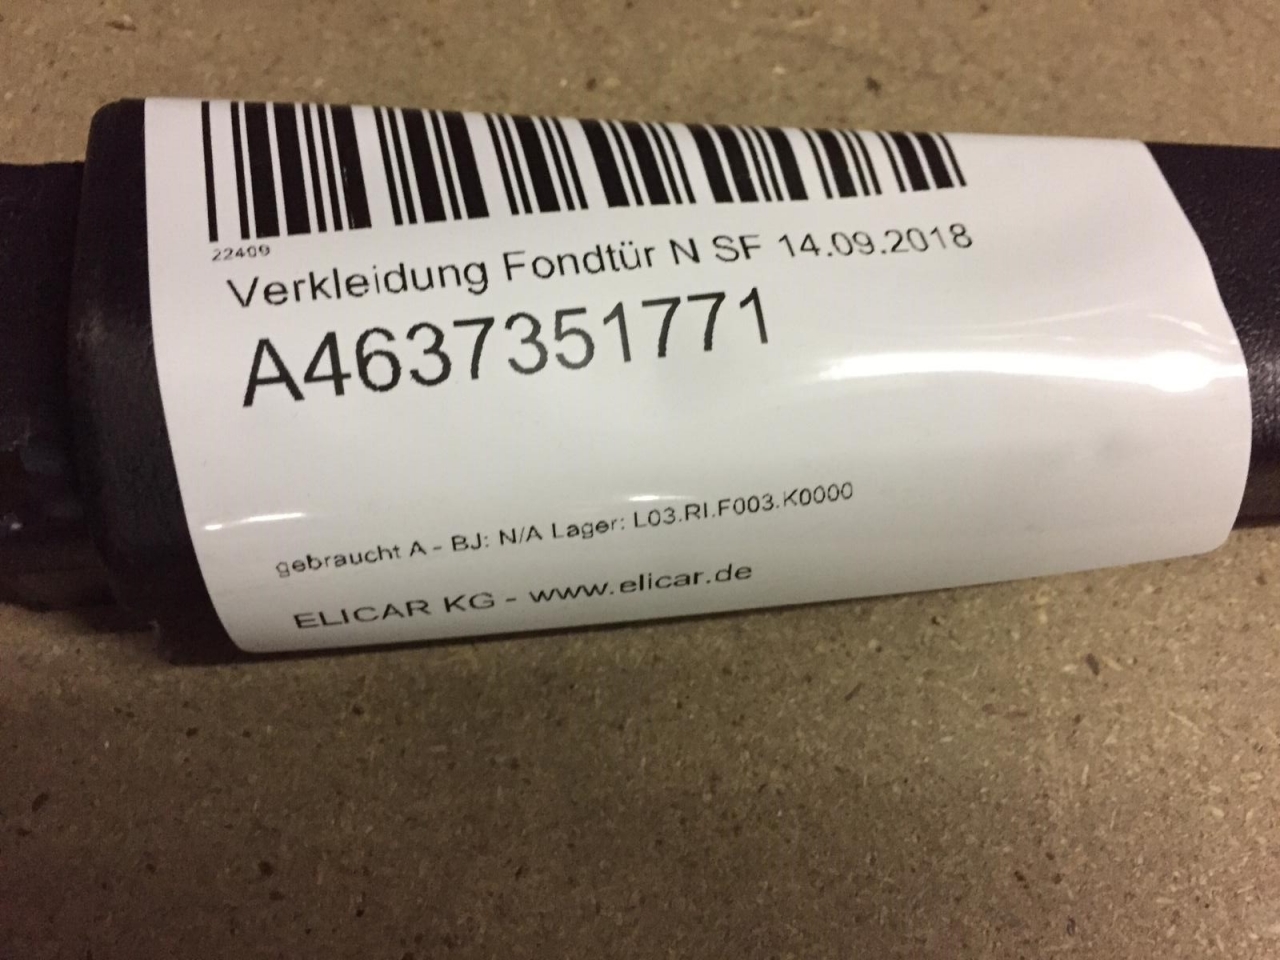 22409
Verkleidung Fondtür N SF 14.09.2018
A4637351771
gebraucht A - BJ: N/A Lager: L03.RI.F003.K0000
ELICAR KG - www.elicar.de